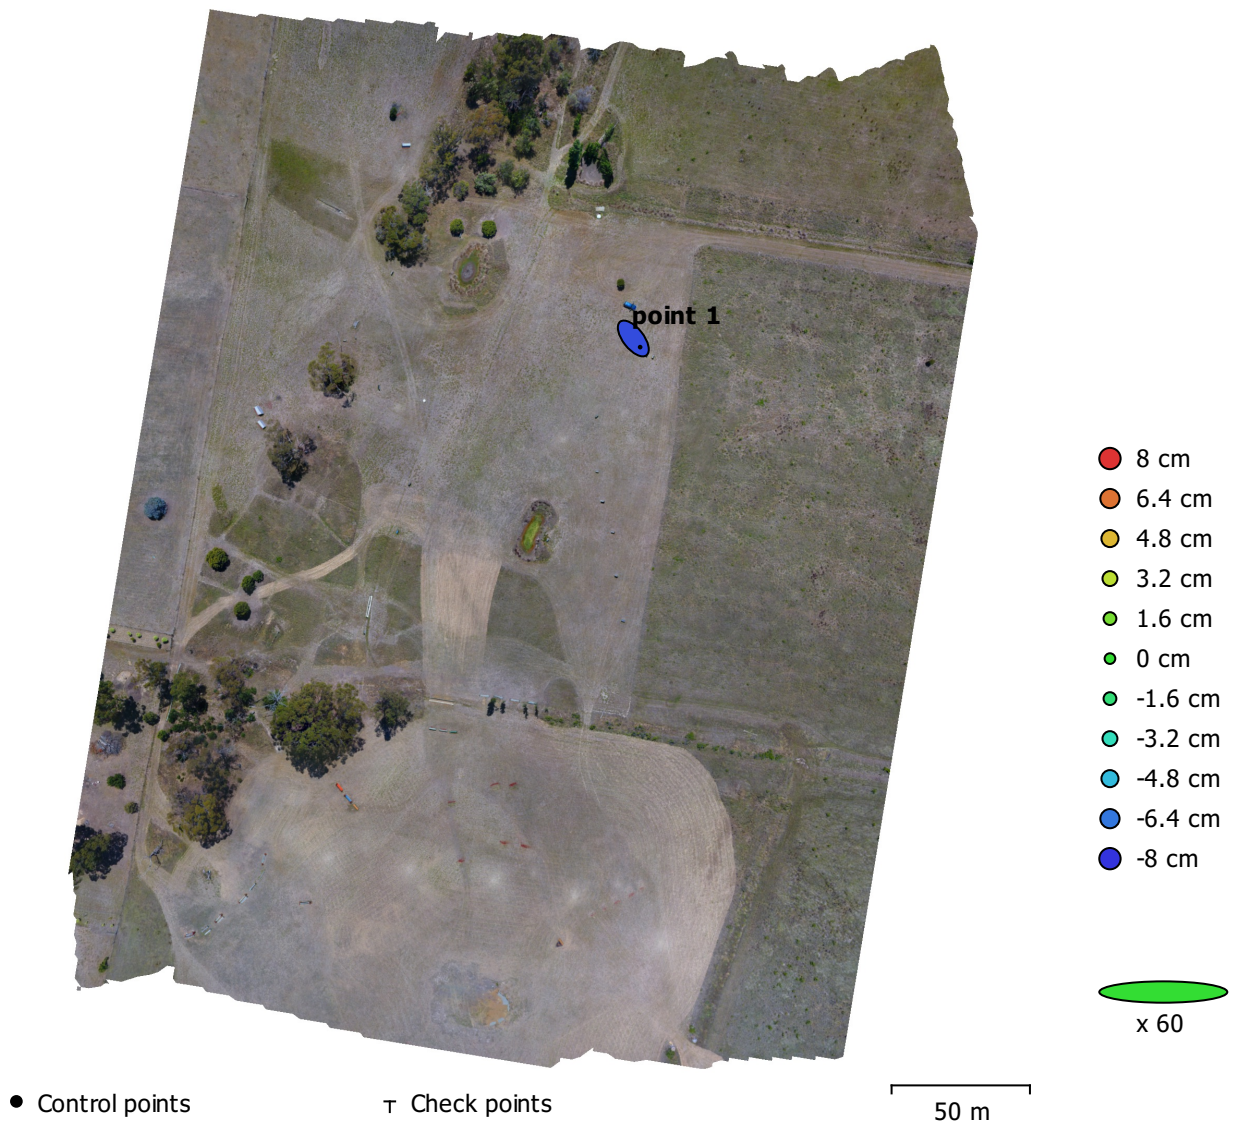 point 1
8 cm
6.4 cm
4.8 cm
3.2 cm
1.6 cm
0 cm
-1.6 cm
-3.2 cm
-4.8 cm
-6.4 cm
-8 cm
x 60
Control points
Check points
50 m